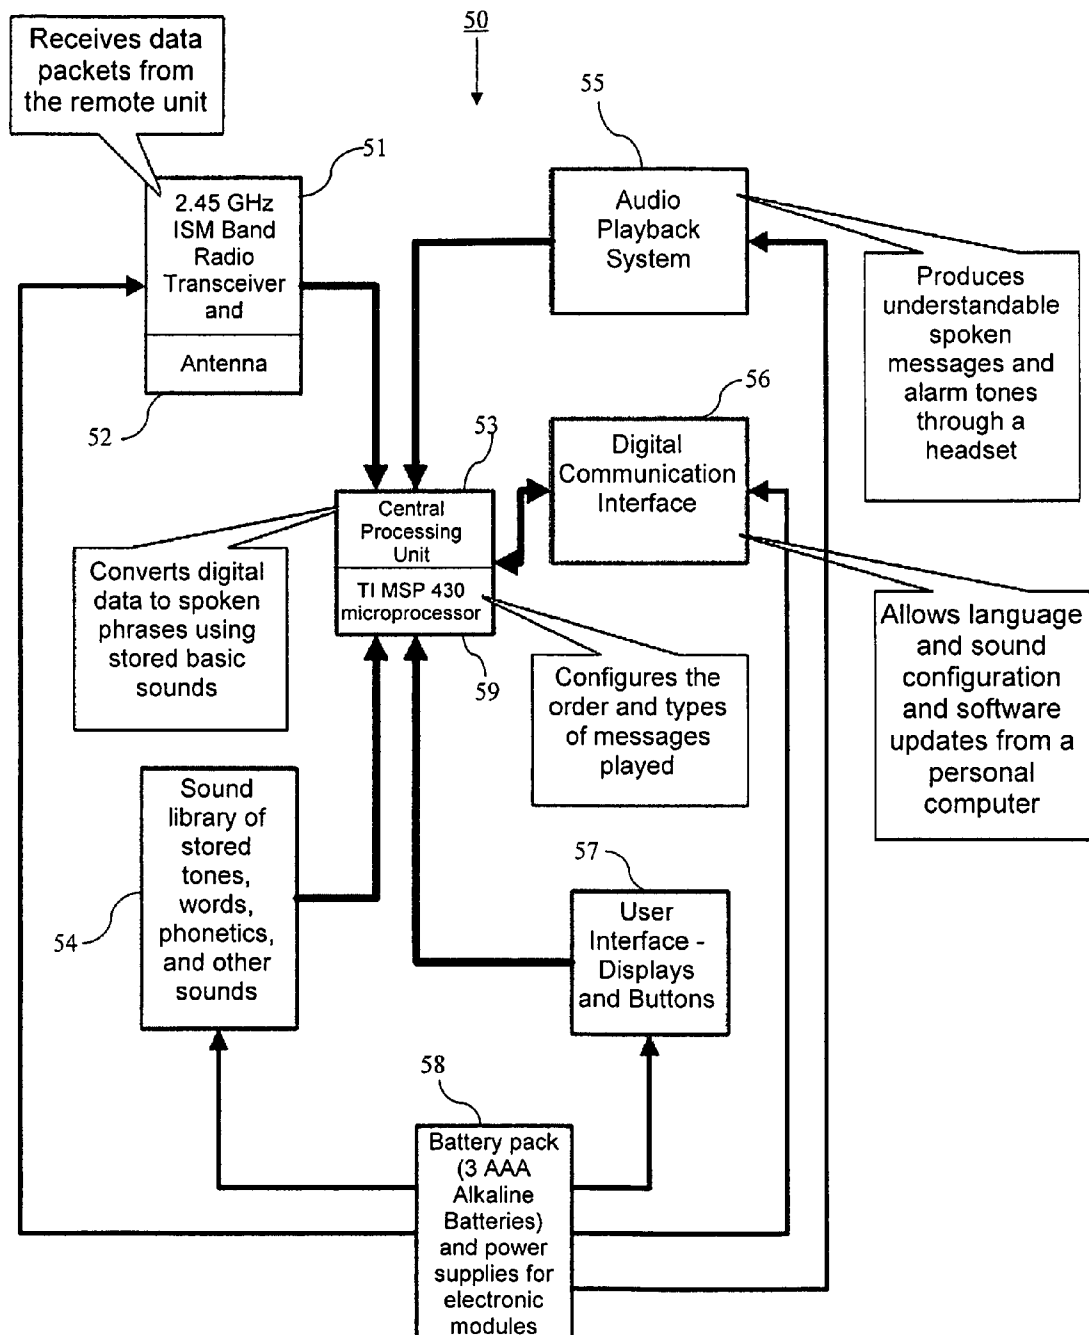 50
Receives data
packets from
the remote unit
51
2.45 GHz
ISM Band
Radio
Transceiver
and
Antenna
52
55
Audio
Playback
System
Produces
understandable
spoken
messages and
alarm tones
through a
headset
56
Digital
Communication
Interface
53
Central
Processing
Unit
TI MSP 430
microprocessor
59
Converts digital
data to spoken
phrases using
stored basic
sounds
Configures the
order and types
of messages
played
Allows language
and sound
configuration
and software
updates from a
personal
computer
Sound
library of
stored
tones,
words,
phonetics,
and other
sounds
54
57
User
Interface -
Displays
and Buttons
58
Battery pack
(3 AAA
Alkaline
Batteries)
and power
supplies for
electronic
modules